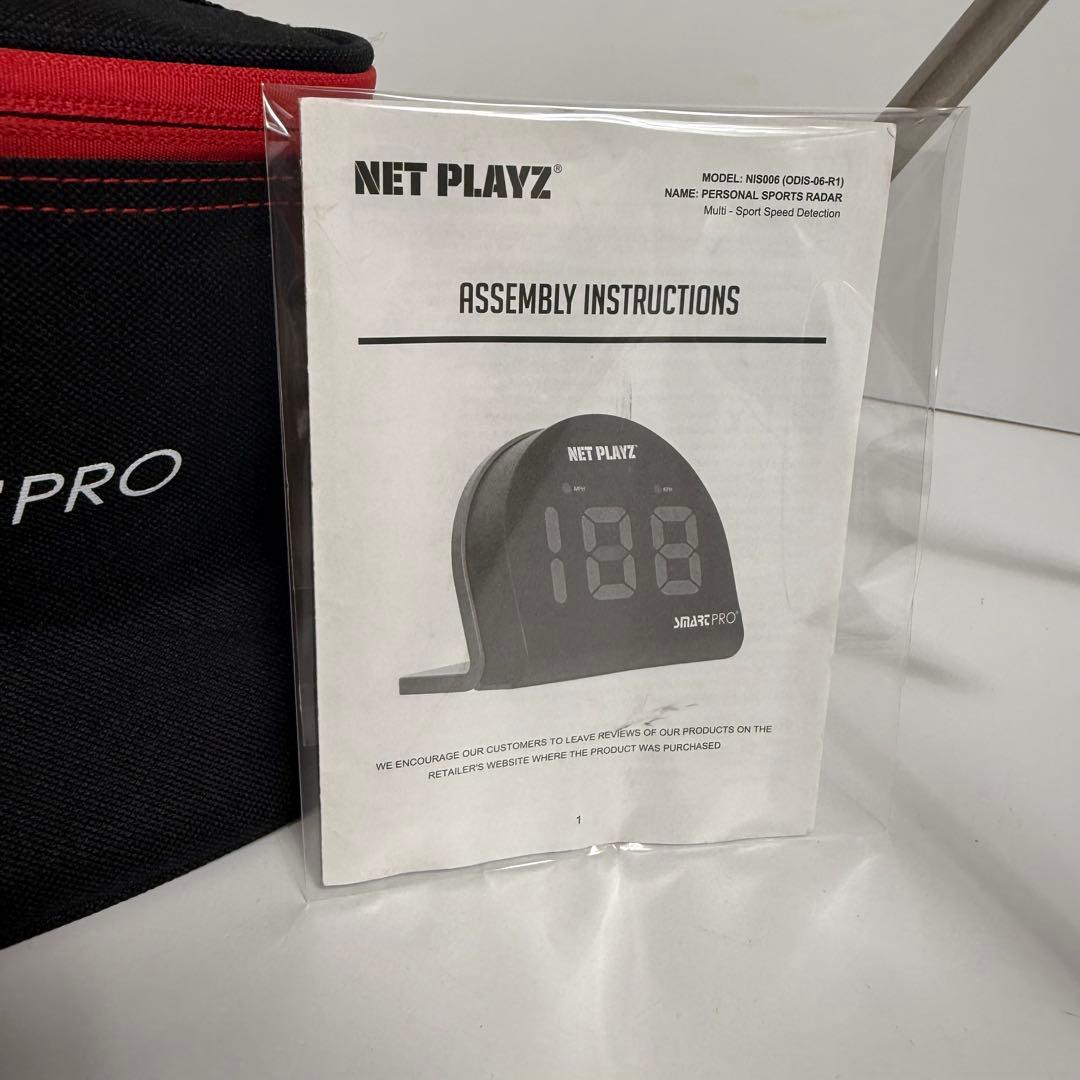 NET PLAYZ®
MODEL: NIS006 (ODIS-06-R1)
NAME: PERSONAL SPORTS RADAR
Multi - Sport Speed Detection
ASSEMBLY INSTRUCTIONS
NET PLAYZ
MPH KPH
188
SMARTPRO®
PRO
WE ENCOURAGE OUR CUSTOMERS TO LEAVE REVIEWS OF OUR PRODUCTS ON THE
RETAILER'S WEBSITE WHERE THE PRODUCT WAS PURCHASED
1